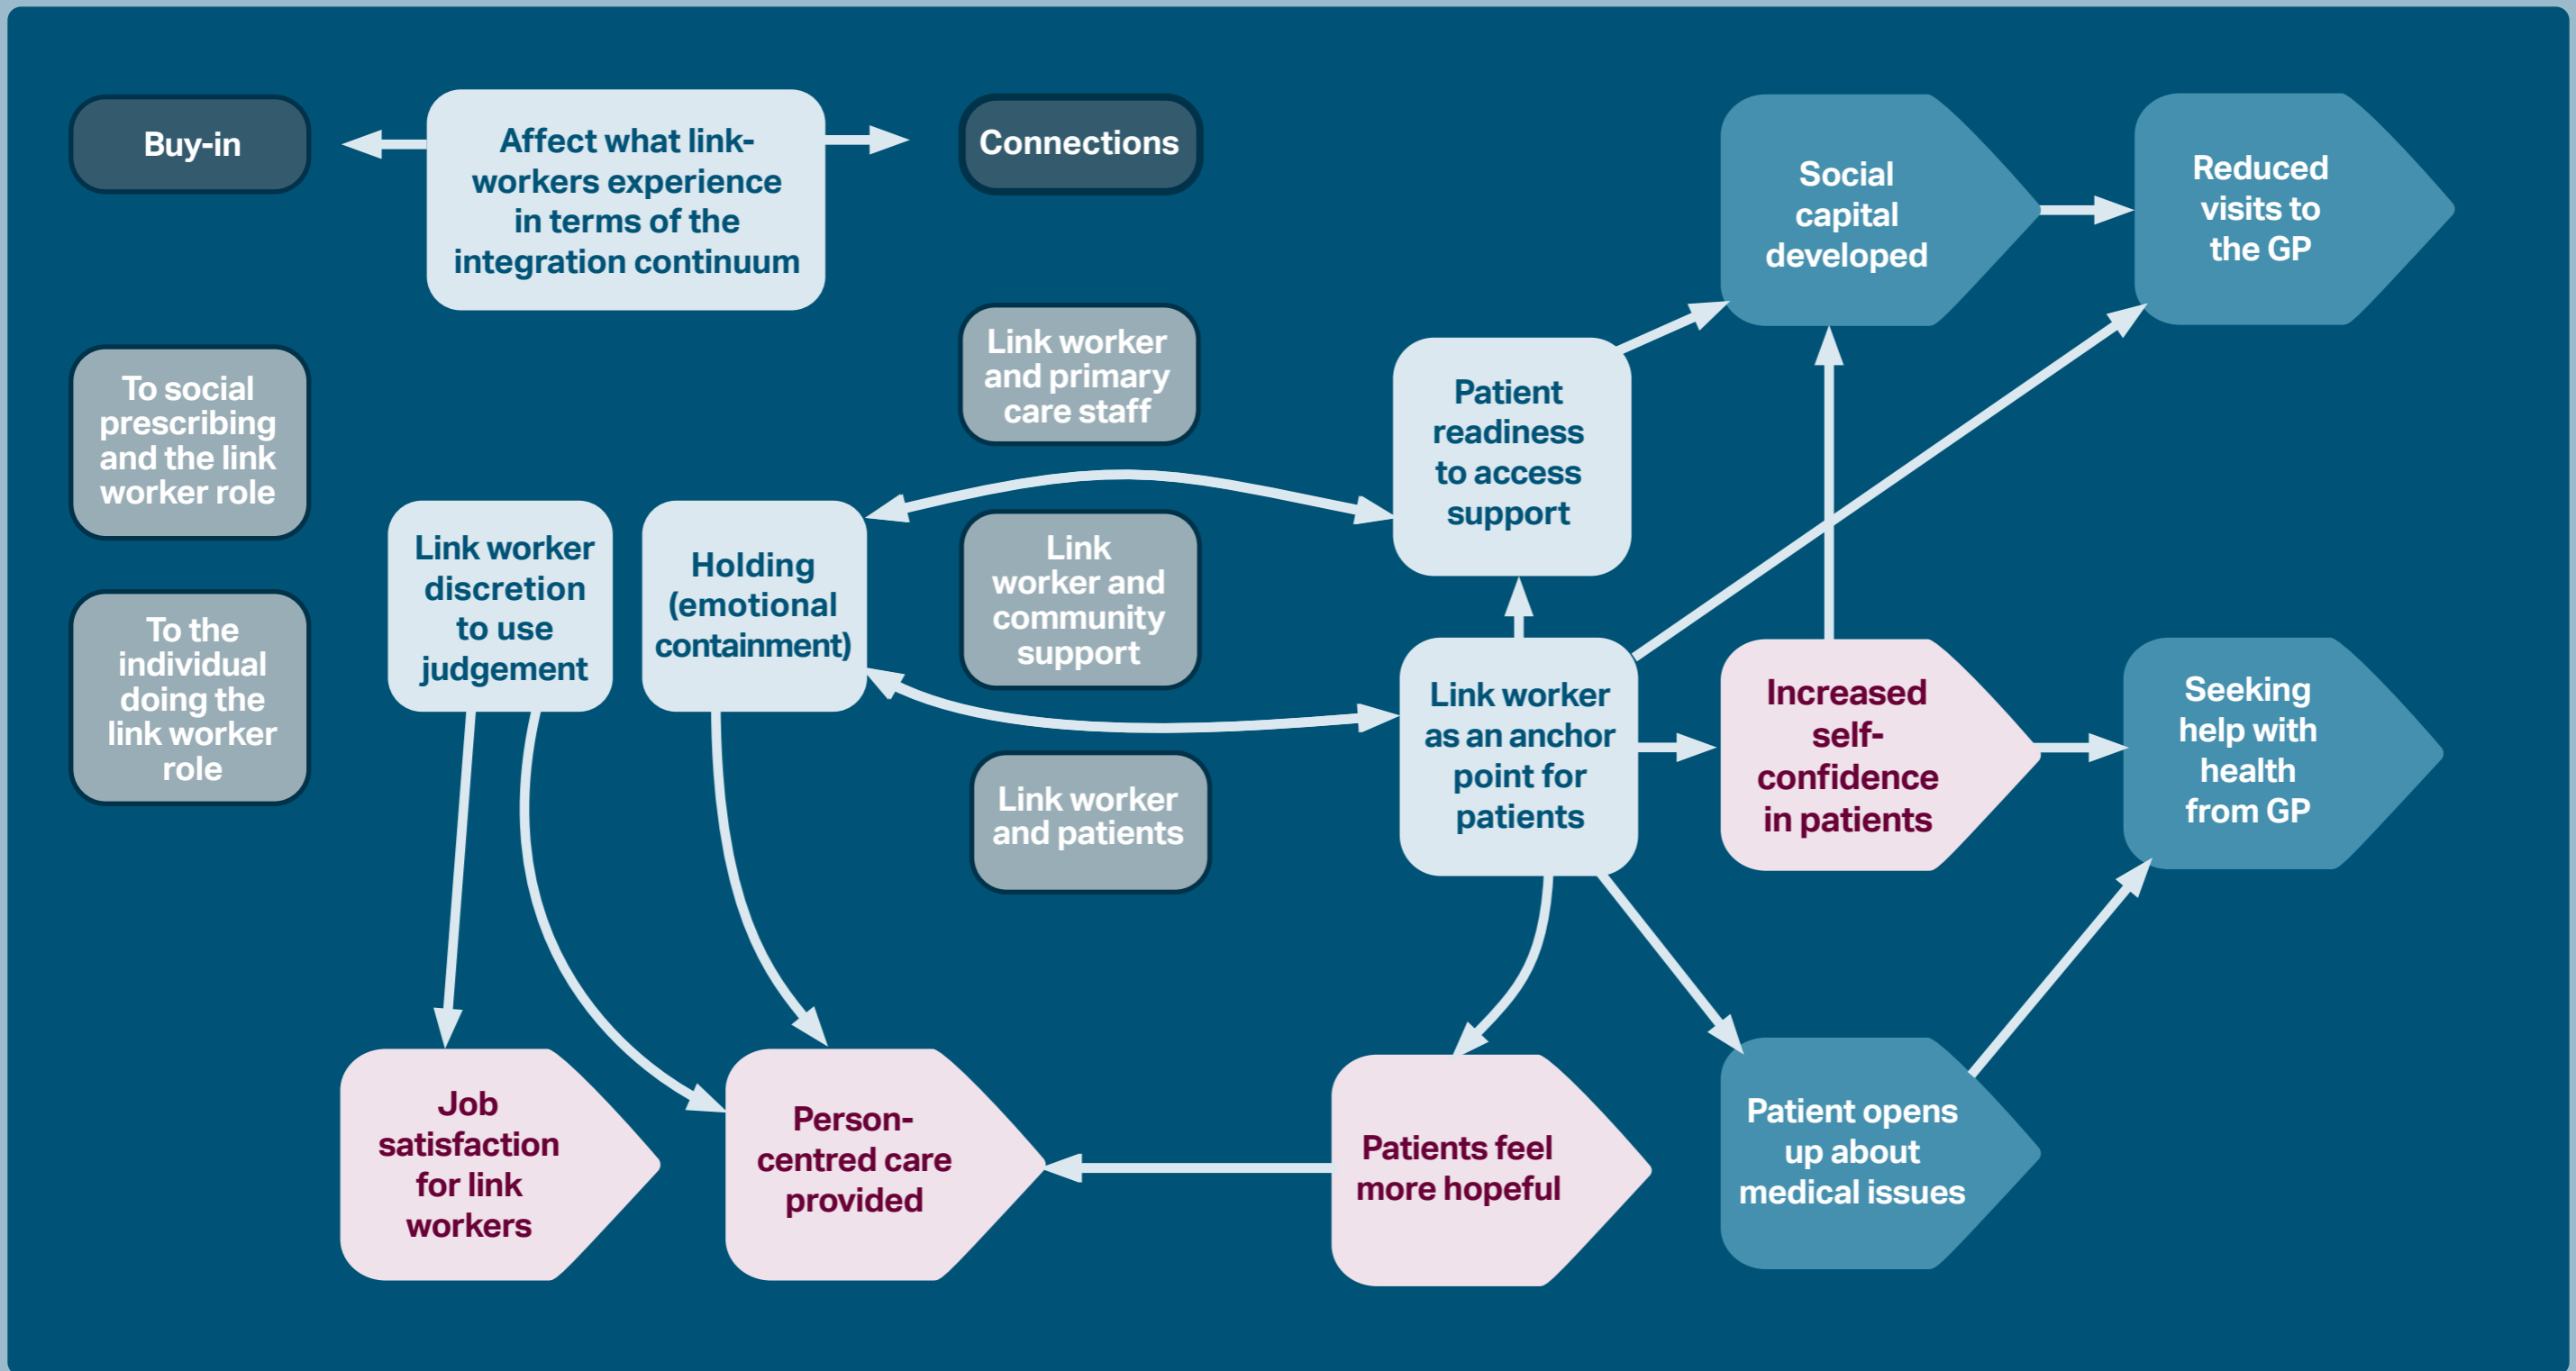 Buy-in
Affect what link-
workers experience
in terms of the
integration continuum
Connections
Social
capital
developed
Reduced
visits to
the GP
To social
prescribing
and the link
worker role
Link worker
and primary
care staff
Patient
readiness
to access
support
Link worker
discretion
to use
judgement
Holding
(emotional
containment)
Link
worker and
community
support
To the
individual
doing the
link worker
role
Link worker
and patients
Link worker
as an anchor
point for
patients
Increased
self-
confidence
in patients
Seeking
help with
health
from GP
Job
satisfaction
for link
workers
Person-
centred care
provided
Patients feel
more hopeful
Patient opens
up about
medical issues